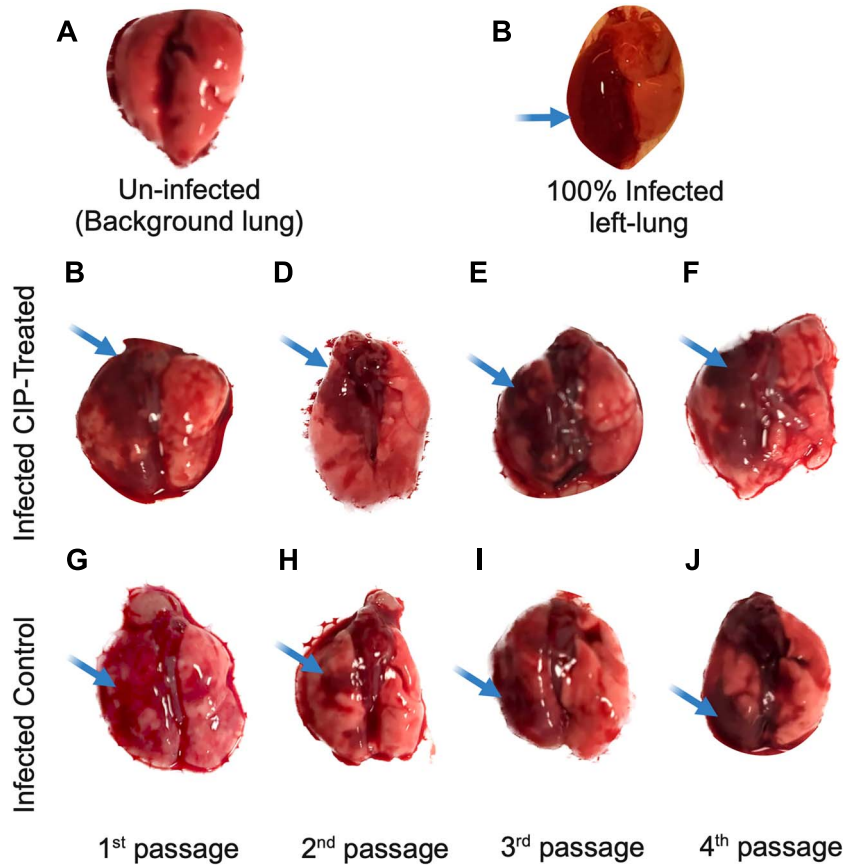 A
B
Un-infected
(Background lung)
100% Infected
left-lung
Infected CIP-Treated
B
D
E
F
Infected Control
G
H
I
J
1st passage
2nd passage
3rd passage
4th passage